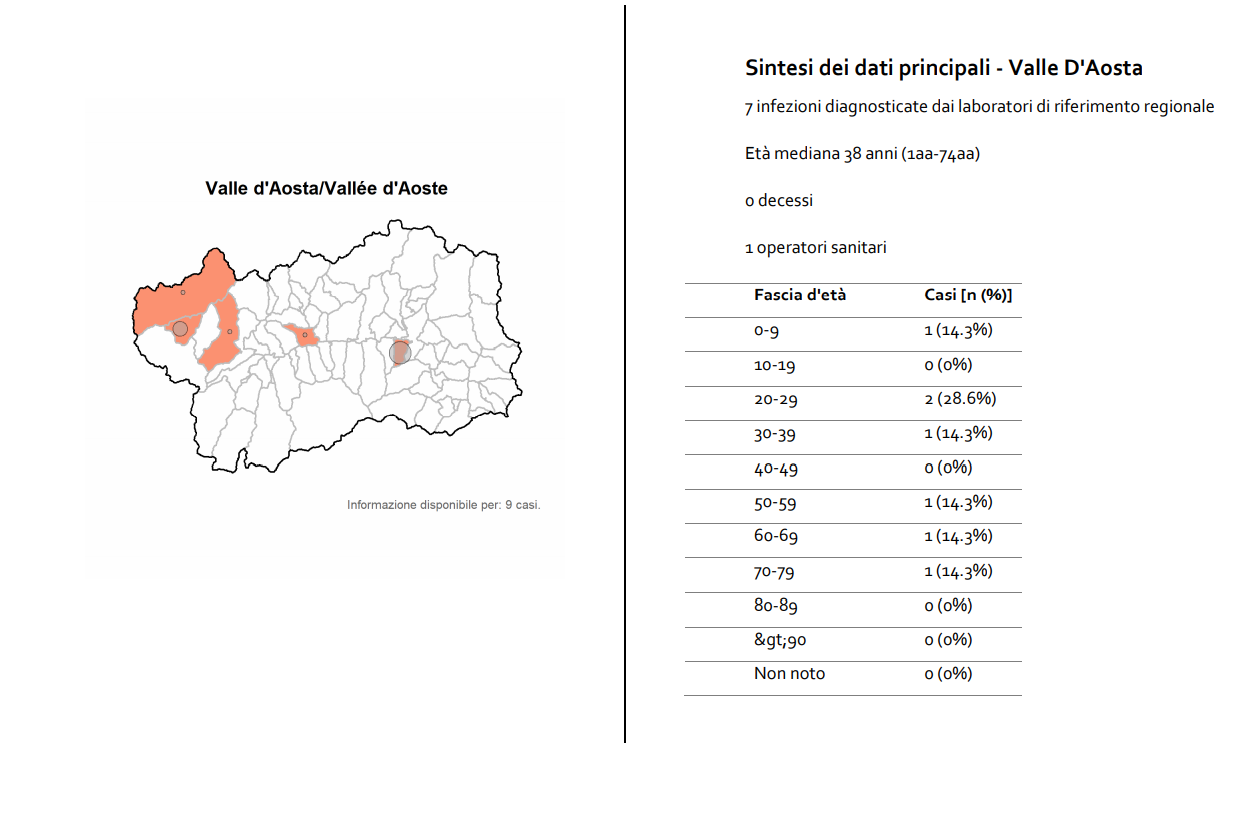 Valle d'Aosta/Vallée d'Aoste
Informazione disponibile per: 9 casi.
Sintesi dei dati principali - Valle D'Aosta
7 infezioni diagnosticate dai laboratori di riferimento regionale
Età mediana 38 anni (1aa-74aa)
0 decessi
1 operatori sanitari
Fascia d'età Casi [n (%)]
0-9 1 (14.3%)
10-19 0 (0%)
20-29 2 (28.6%)
30-39 1 (14.3%)
40-49 0 (0%)
50-59 1 (14.3%)
60-69 1 (14.3%)
70-79 1 (14.3%)
80-89 0 (0%)
&gt;90 0 (0%)
Non noto 0 (0%)